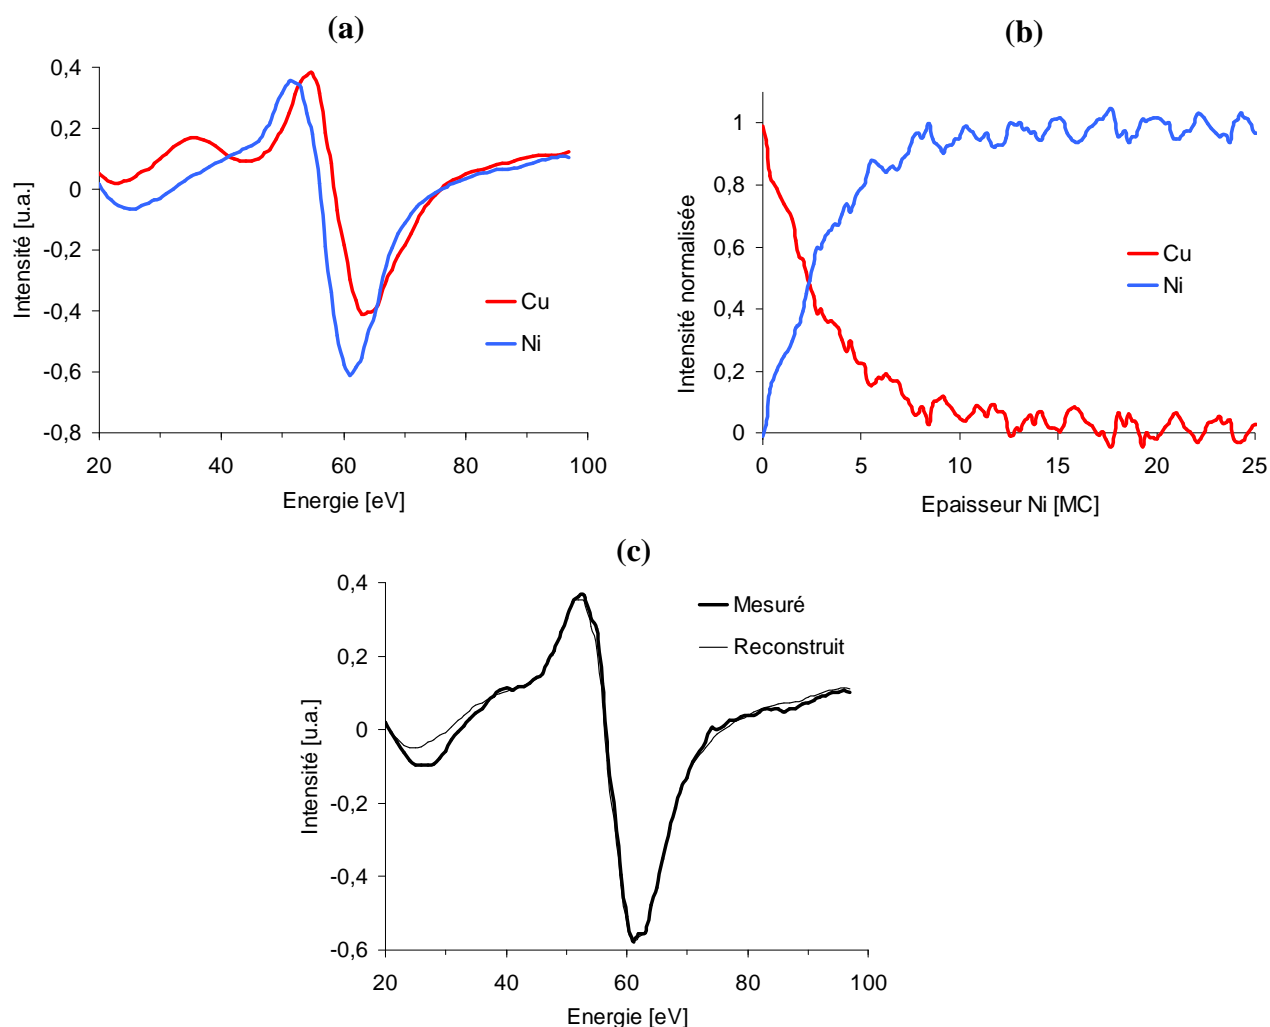 (a)
0,4
0,2
0
-0,2
-0,4
-0,6
-0,8
20 40 60 80 100
Intensité [u.a.]
Energie [eV]
Cu
Ni
(b)
1
0,8
0,6
0,4
0,2
0
0 5 10 15 20 25
Intensité normalisée
Epaisseur Ni [MC]
Cu
Ni
(c)
0,4
0,2
0
-0,2
-0,4
-0,6
20 40 60 80 100
Intensité [u.a.]
Energie [eV]
Mesuré
Reconstruit